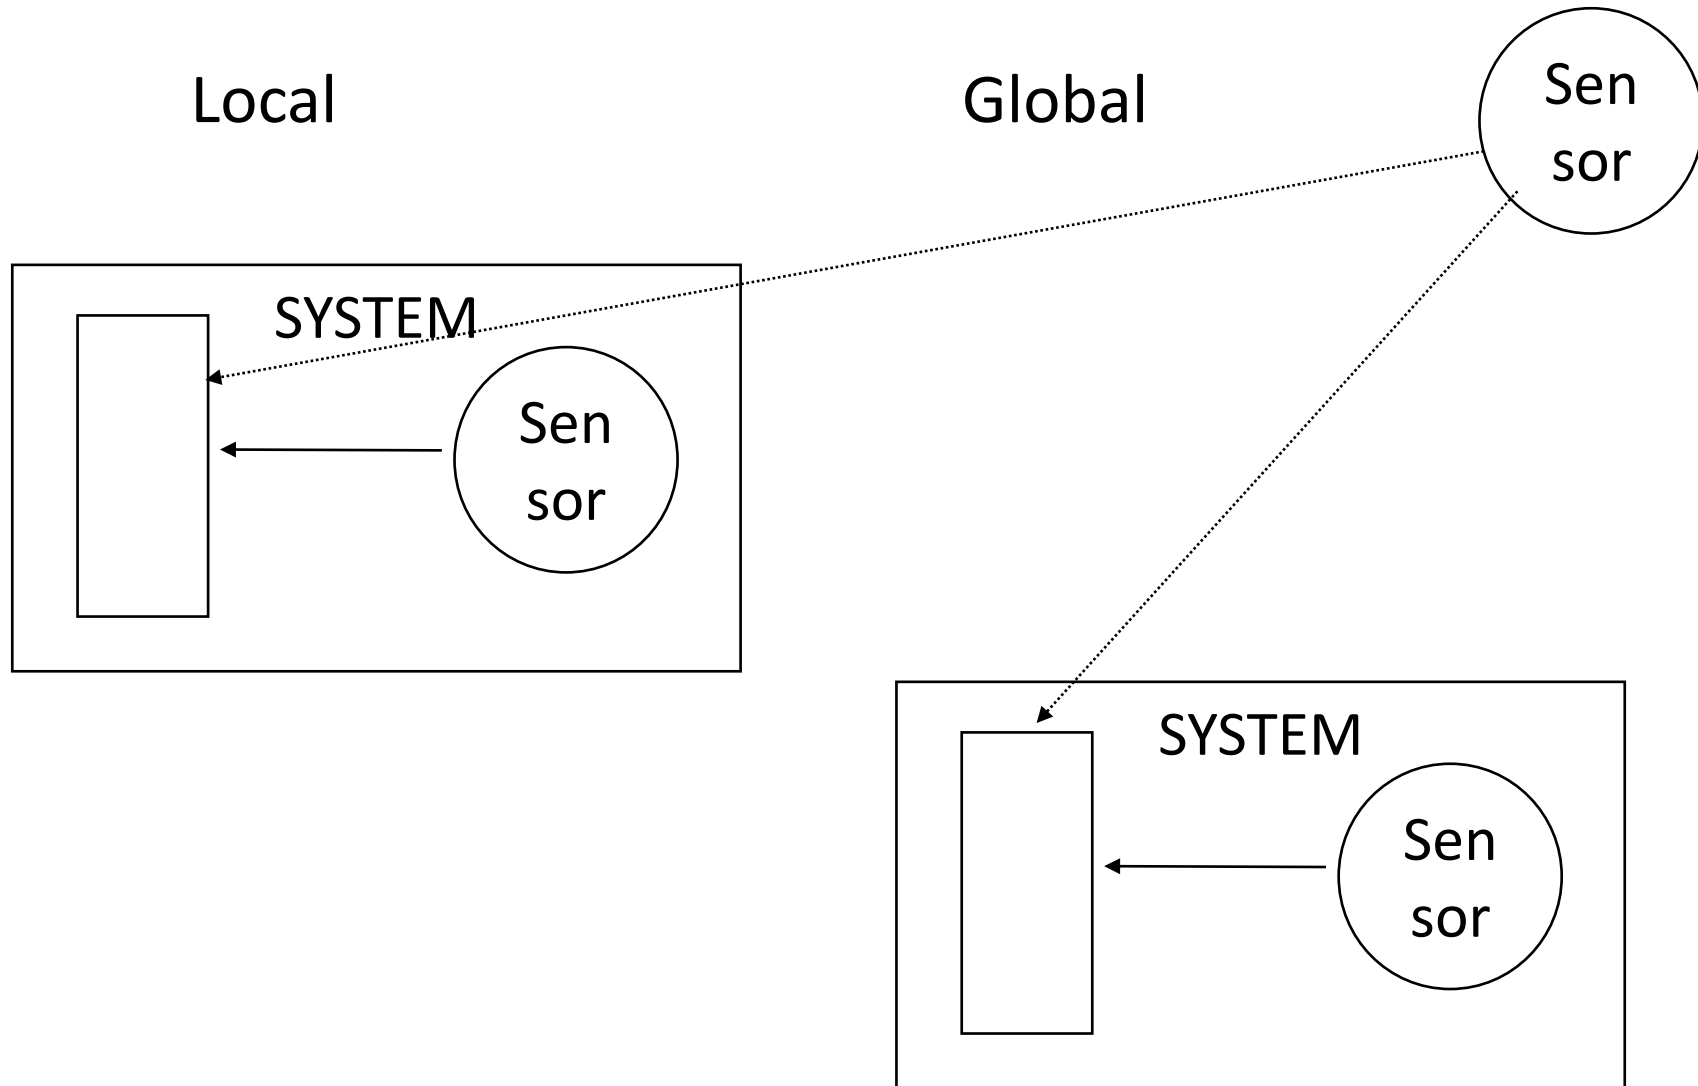 Local
Global
Sen
sor
SYSTEM
Sen
sor
SYSTEM
Sen
sor